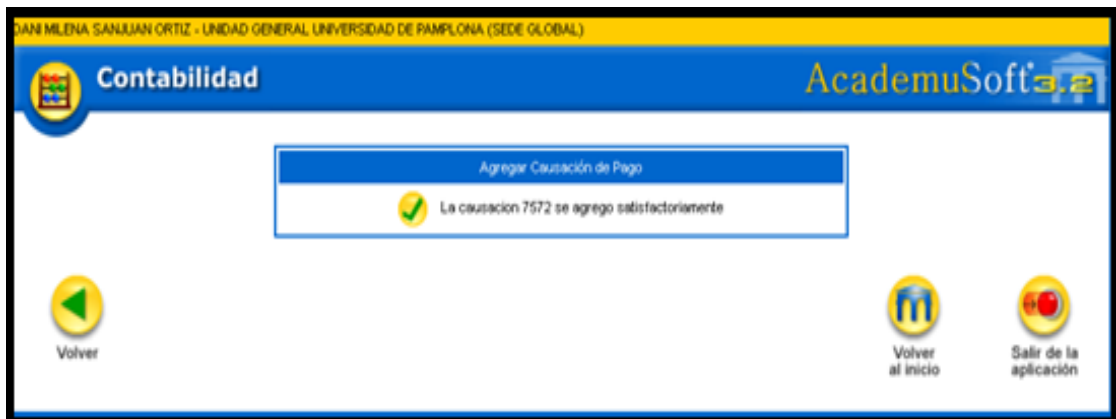 DANI MILENA SANJUAN ORTIZ - UNIDAD GENERAL UNIVERSIDAD DE PAMPLONA (SEDE GLOBAL)
Contabilidad
AcademuSoft 3.2
Agregar Causación de Pago
La causacion 7572 se agrego satisfactoriamente
Volver
Volver
al inicio
Salir de la
aplicación